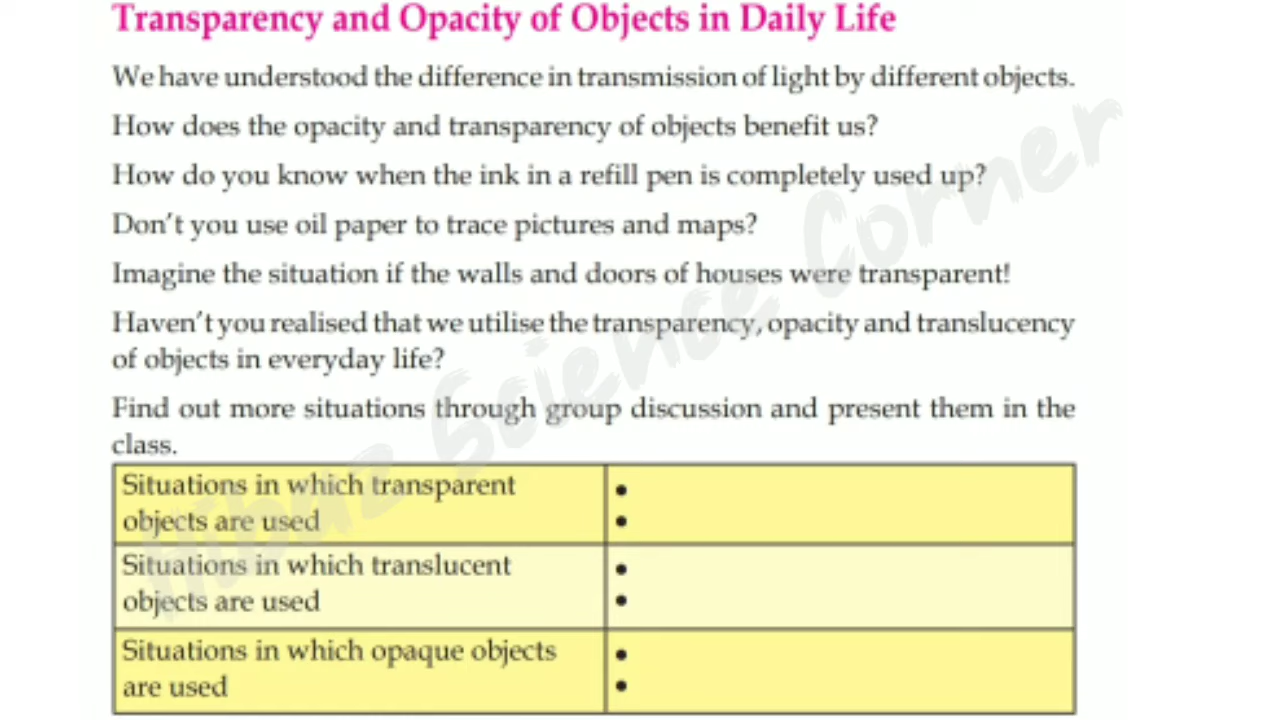 Transparency and Opacity of Objects in Daily Life
We have understood the difference in transmission of light by different objects.
How does the opacity and transparency of objects benefit us?
How do you know when the ink in a refill pen is completely used up?
Don't you use oil paper to trace pictures and maps?
Imagine the situation if the walls and doors of houses were transparent!
Haven't you realised that we utilise the transparency, opacity and translucency
of objects in everyday life?
Find out more situations through group discussion and present them in the
class.
Situations in which transparent
objects are used
•
•
Situations in which translucent
objects are used
•
•
Situations in which opaque objects
are used
•
•
Hibuz Science Corner